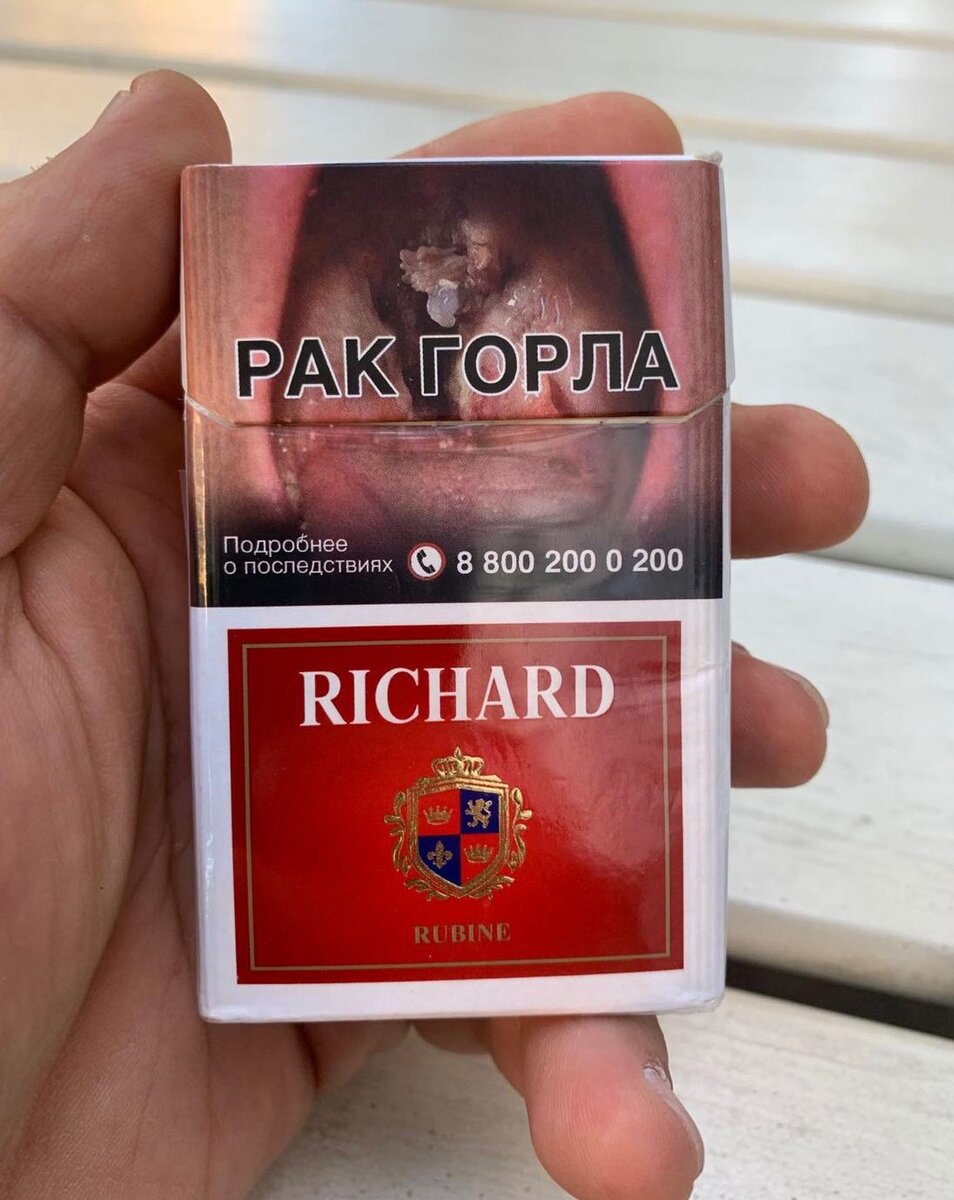 РАК ГОРЛА
Подробнее
о последствиях
8 800 200 0 200
RICHARD
RUBINE